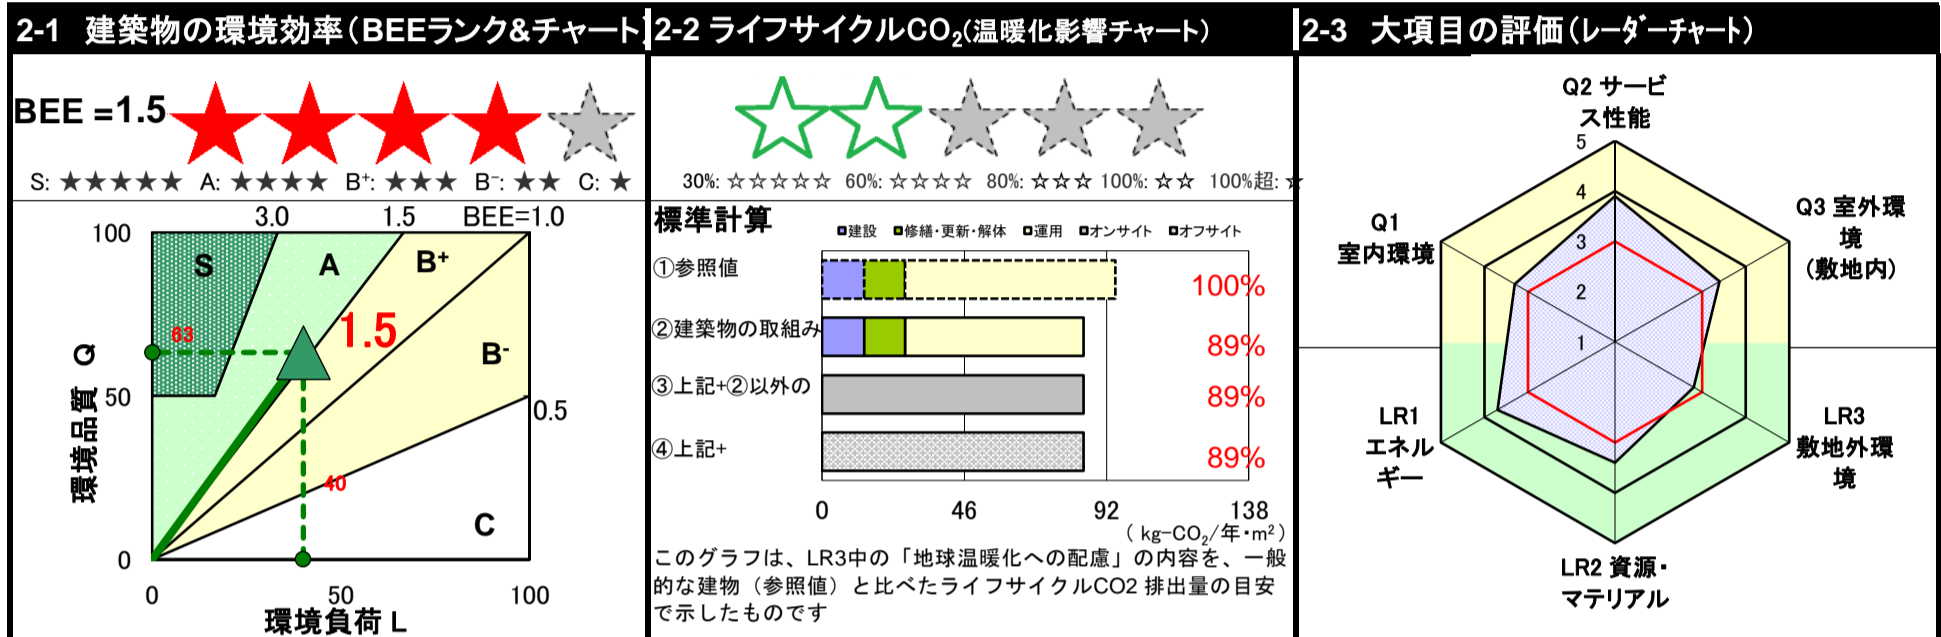 2-1 建築物の環境効率(BEEランク&チャート)
BEE =1.5
S: ★★★★★ A: ★★★★ B⁺: ★★★ B⁻: ★★ C: ★
3.0 1.5 BEE=1.0
100
S
A
B⁺
63
1.5
B⁻
環境品質 Q
50
0.5
40
C
0
0 50 100
環境負荷 L
2-2 ライフサイクルCO₂(温暖化影響チャート)
30%: ☆☆☆☆☆ 60%: ☆☆☆☆ 80%: ☆☆☆ 100%: ☆☆ 100%超: ☆
標準計算
建設 修繕・更新・解体 運用 オンサイト オフサイト
①参照値 100%
②建築物の取組み 89%
③上記+②以外の 89%
④上記+ 89%
0 46 92 138
( kg-CO₂/年・m²)
このグラフは、LR3中の「地球温暖化への配慮」の内容を、一般
的な建物(参照値)と比べたライフサイクルCO2 排出量の目安
で示したものです
2-3 大項目の評価(レーダーチャート)
Q2 サービ
ス性能
5
4
3
2
1
Q1
室内環境
Q3 室外環
境
(敷地内)
LR1
エネル
ギー
LR3
敷地外環
境
LR2 資源・
マテリアル